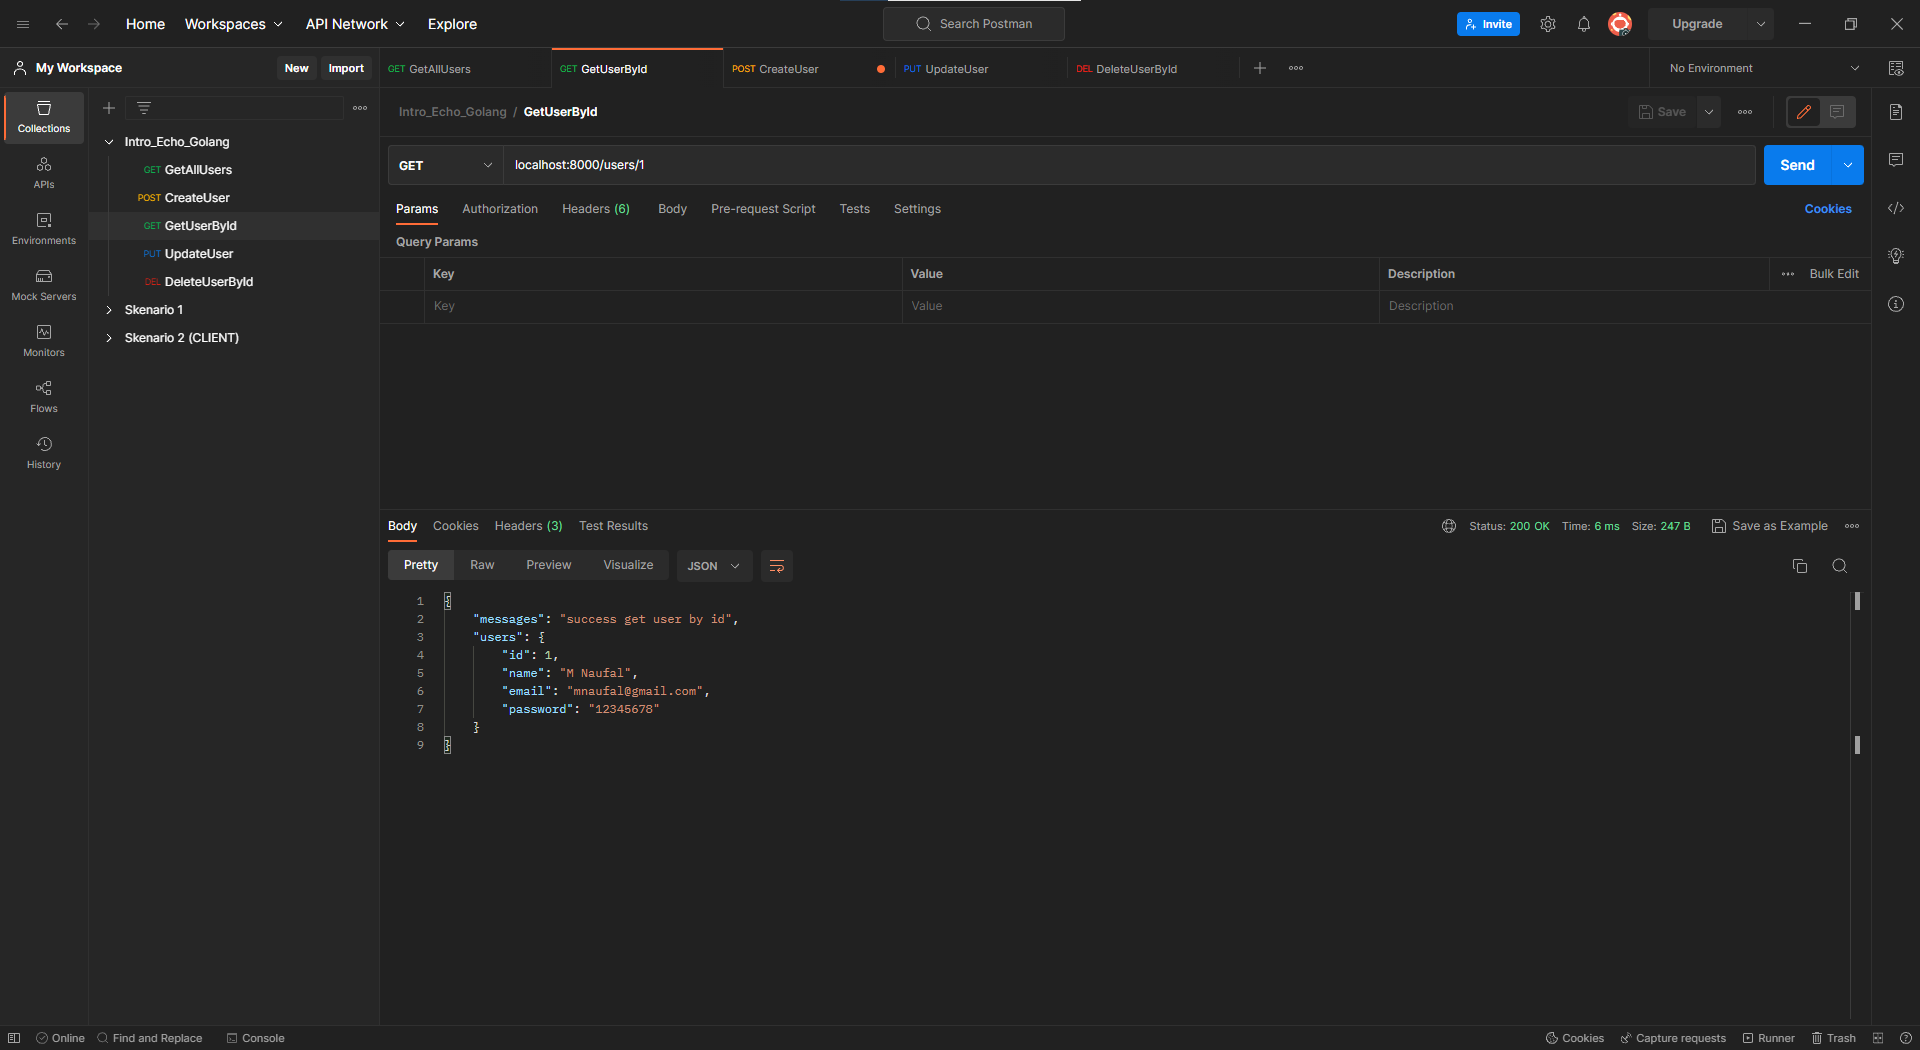 Home Workspaces API Network Explore Search Postman Invite Upgrade
My Workspace New Import
GET GetAllUsers GET GetUserById POST CreateUser PUT UpdateUser DEL DeleteUserById No Environment
Collections
APIs
Environments
Mock Servers
Monitors
Flows
History
Intro_Echo_Golang
GET GetAllUsers
POST CreateUser
GET GetUserById
PUT UpdateUser
DEL DeleteUserById
Skenario 1
Skenario 2 (CLIENT)
Intro_Echo_Golang / GetUserById Save
GET localhost:8000/users/1 Send
Params Authorization Headers (6) Body Pre-request Script Tests Settings Cookies
Query Params
Key Value Description Bulk Edit
Key Value Description
Body Cookies Headers (3) Test Results Status: 200 OK Time: 6 ms Size: 247 B Save as Example
Pretty Raw Preview Visualize JSON
1 {
2 "messages": "success get user by id",
3 "users": {
4 "id": 1,
5 "name": "M Naufal",
6 "email": "mnaufal@gmail.com",
7 "password": "12345678"
8 }
9 }
Online Find and Replace Console Cookies Capture requests Runner Trash